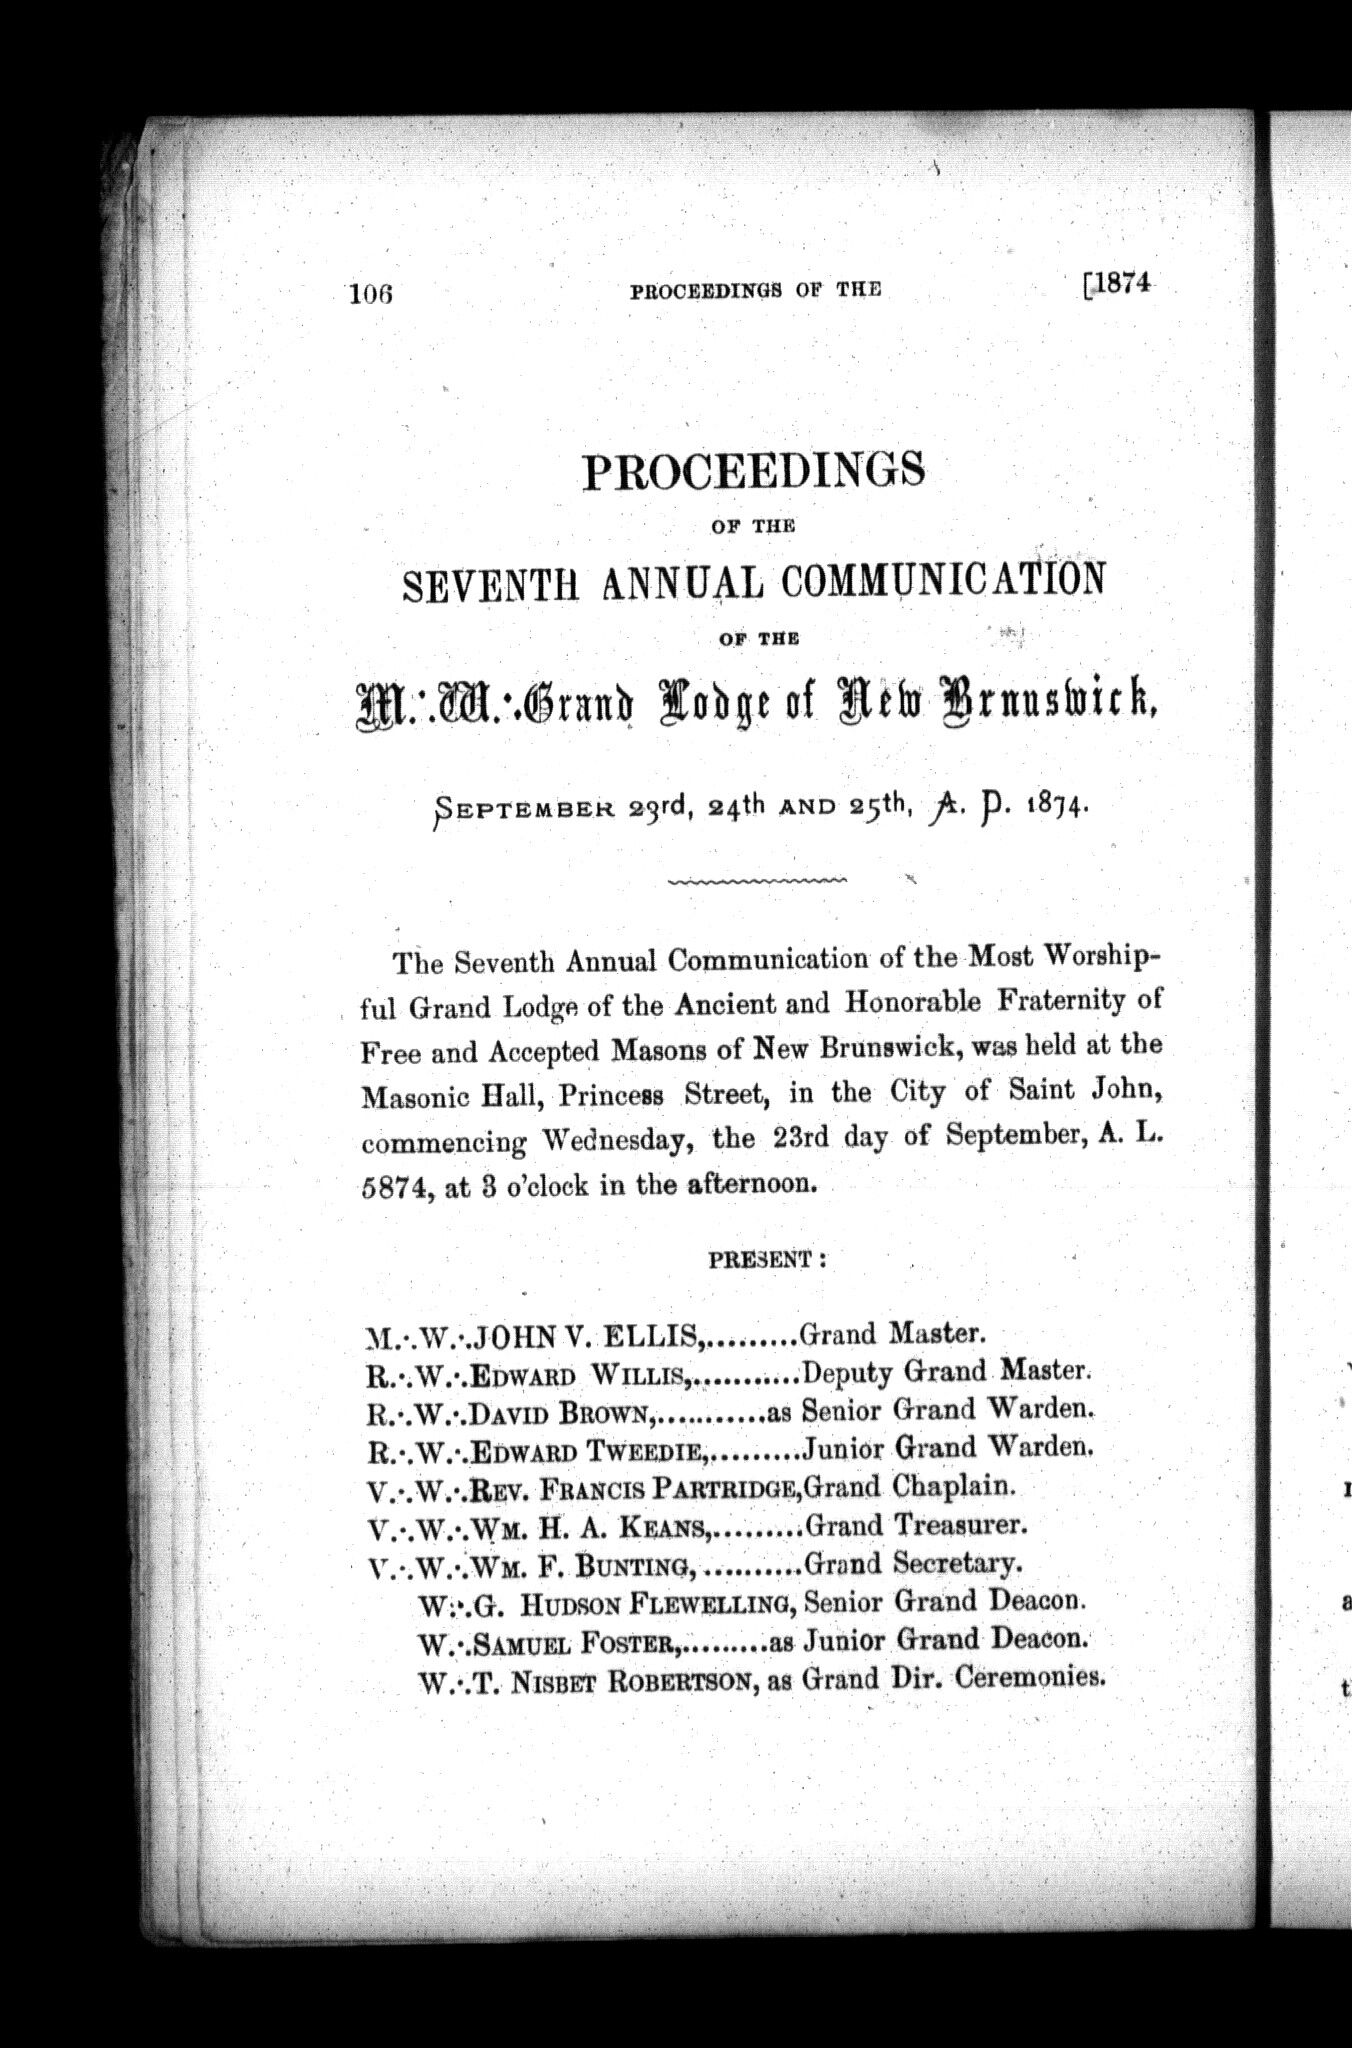 106 PROCEEDINGS OF THE [1874
PROCEEDINGS
OF THE
SEVENTH ANNUAL COMMUNICATION
OF THE
M∴W∴Grand Lodge of New Brunswick,
SEPTEMBER 23rd, 24th AND 25th, A. D. 1874.
The Seventh Annual Communication of the Most Worship-
ful Grand Lodge of the Ancient and Honorable Fraternity of
Free and Accepted Masons of New Brunswick, was held at the
Masonic Hall, Princess Street, in the City of Saint John,
commencing Wednesday, the 23rd day of September, A. L.
5874, at 3 o'clock in the afternoon.
PRESENT:
M∴W∴JOHN V. ELLIS,.........Grand Master.
R∴W∴EDWARD WILLIS,...........Deputy Grand Master.
R∴W∴DAVID BROWN,...........as Senior Grand Warden.
R∴W∴EDWARD TWEEDIE,.........Junior Grand Warden.
V∴W∴REV. FRANCIS PARTRIDGE,Grand Chaplain.
V∴W∴WM. H. A. KEANS,.........Grand Treasurer.
V∴W∴WM. F. BUNTING,..........Grand Secretary.
W∴G. HUDSON FLEWELLING, Senior Grand Deacon.
W∴SAMUEL FOSTER,.........as Junior Grand Deacon.
W∴T. NISBET ROBERTSON, as Grand Dir. Ceremonies.